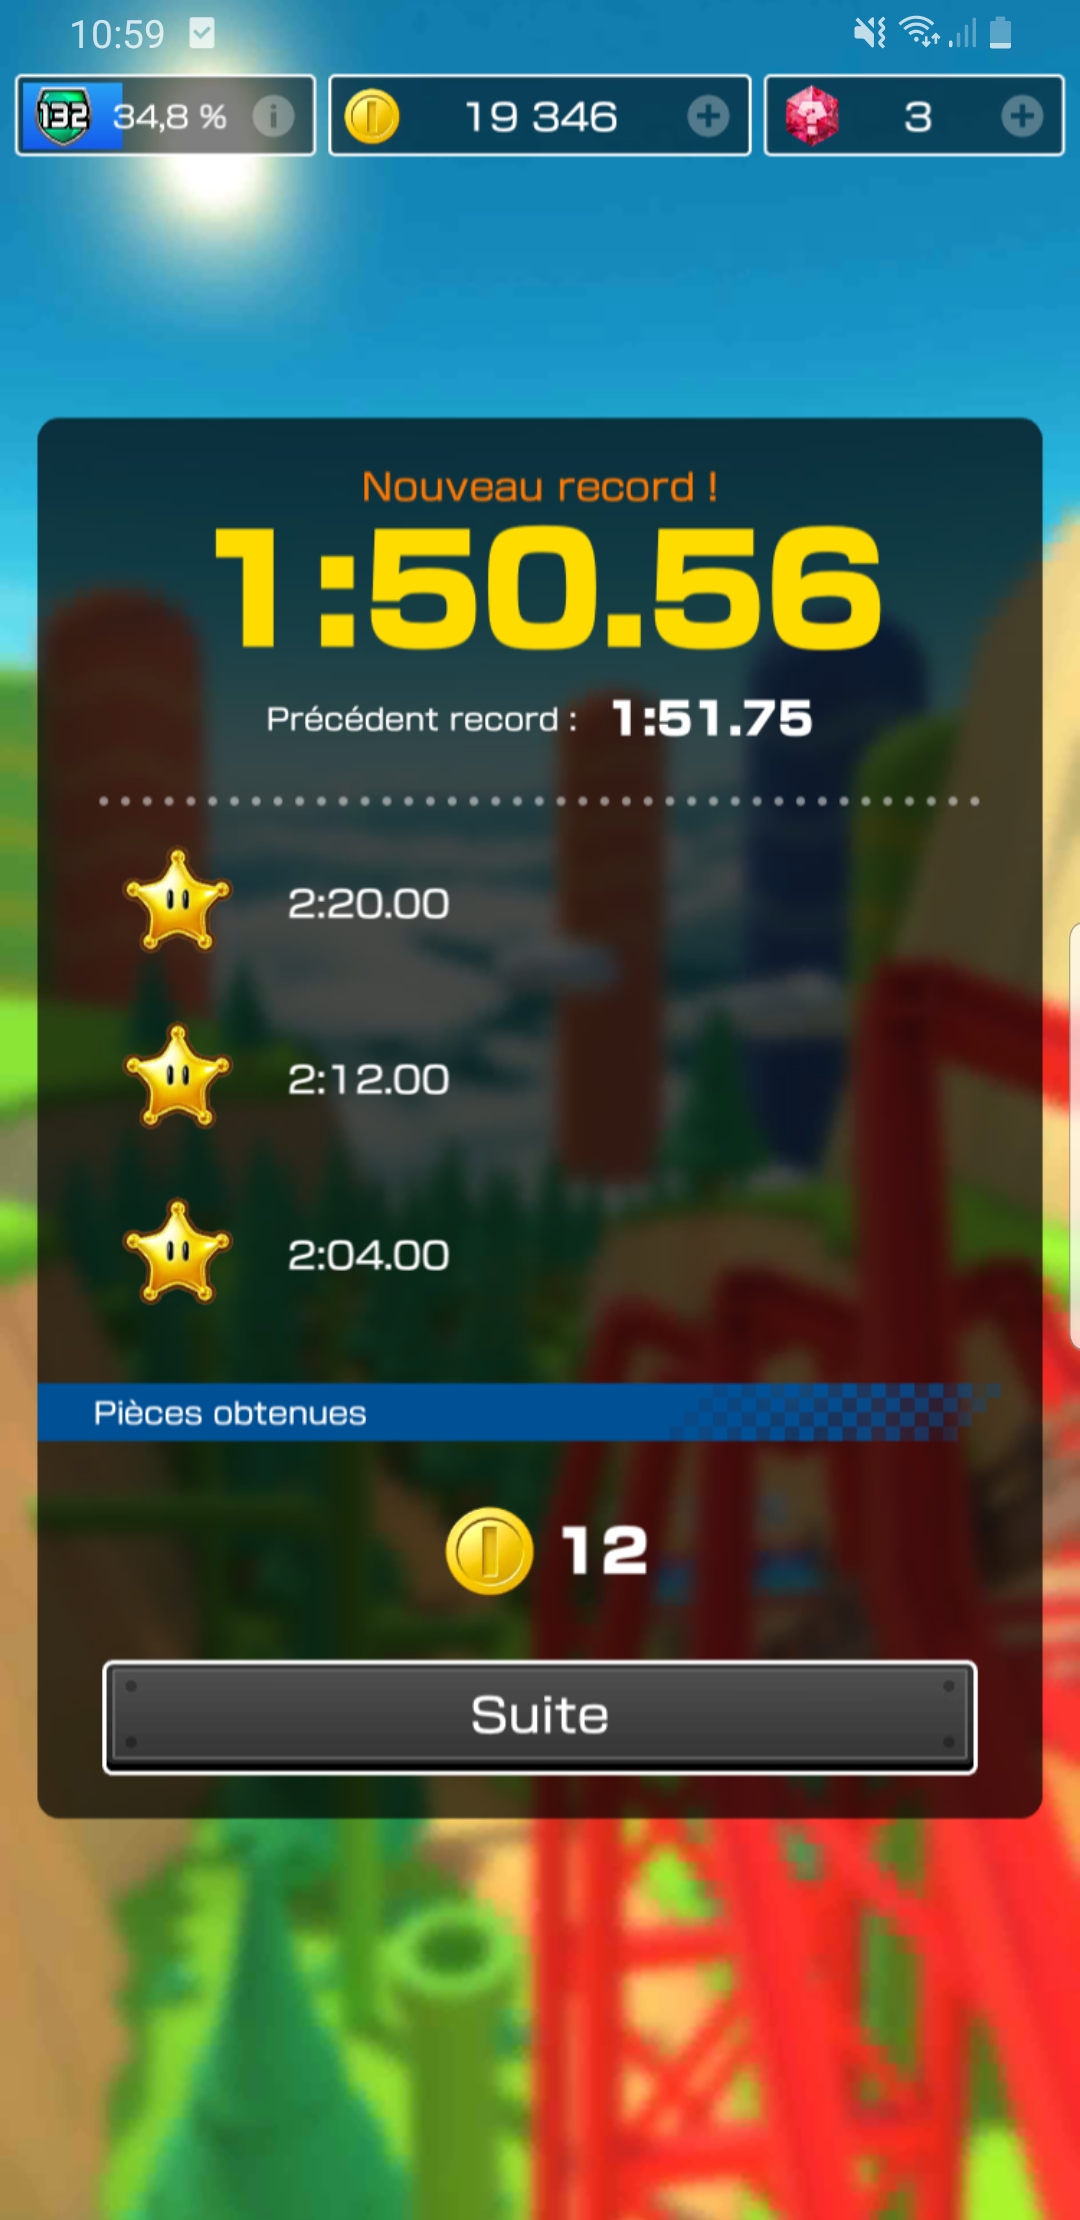 10:59
132 34,8 % i
19 346
3
Nouveau record !
1:50.56
Précédent record : 1:51.75
2:20.00
2:12.00
2:04.00
Pièces obtenues
12
Suite